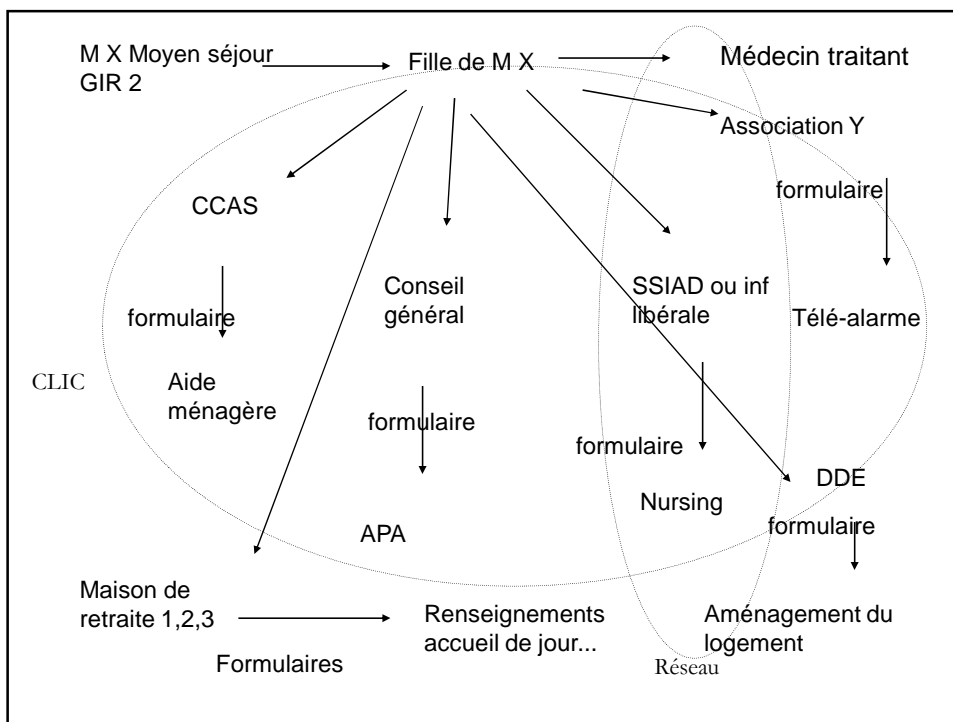 M X Moyen séjour
GIR 2
Fille de M X
Médecin traitant
Association Y
formulaire
CCAS
Conseil
général
SSIAD ou inf
libérale
Télé-alarme
formulaire
CLIC
Aide
ménagère
formulaire
formulaire
DDE
Nursing
formulaire
APA
Maison de
retraite 1,2,3
Renseignements
accueil de jour...
Aménagement du
logement
Formulaires
Réseau